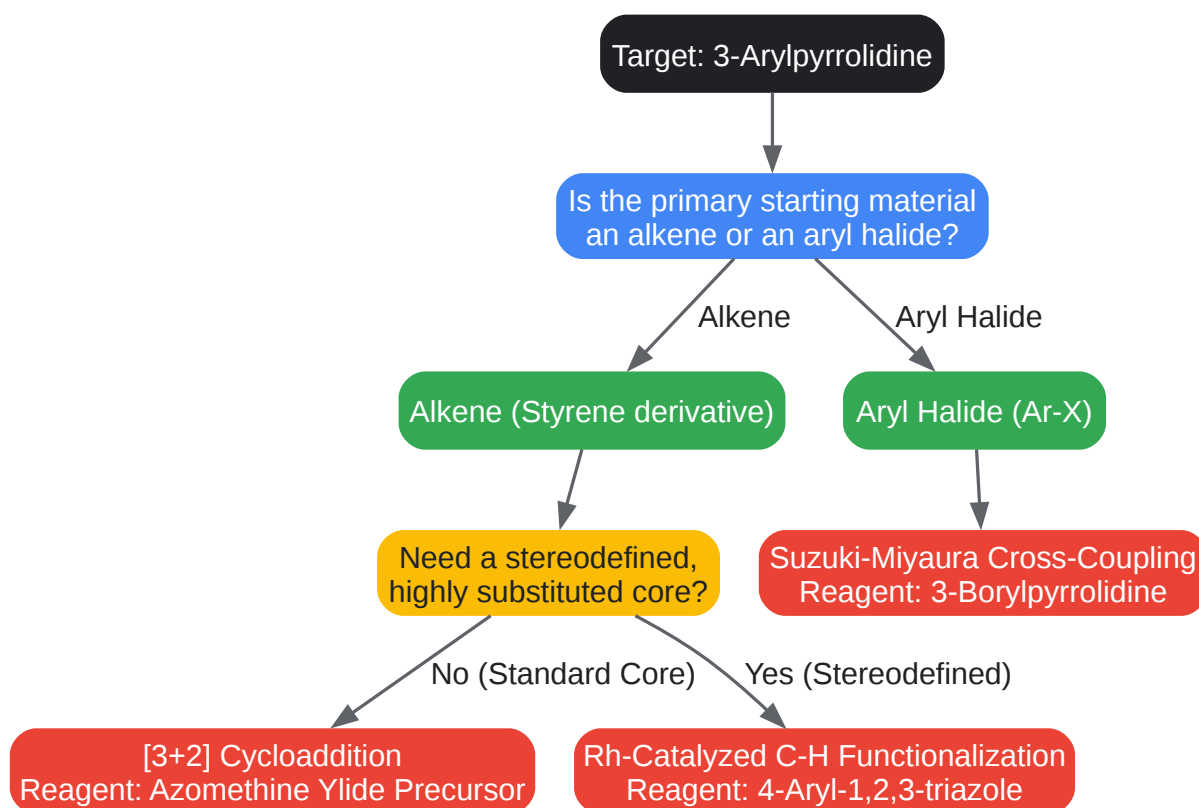 Target: 3-Arylpyrrolidine
Is the primary starting material
an alkene or an aryl halide?
Alkene
Aryl Halide
Alkene (Styrene derivative)
Aryl Halide (Ar-X)
Need a stereodefined,
highly substituted core?
Suzuki-Miyaura Cross-Coupling
Reagent: 3-Borylpyrrolidine
No (Standard Core)
Yes (Stereodefined)
[3+2] Cycloaddition
Reagent: Azomethine Ylide Precursor
Rh-Catalyzed C-H Functionalization
Reagent: 4-Aryl-1,2,3-triazole